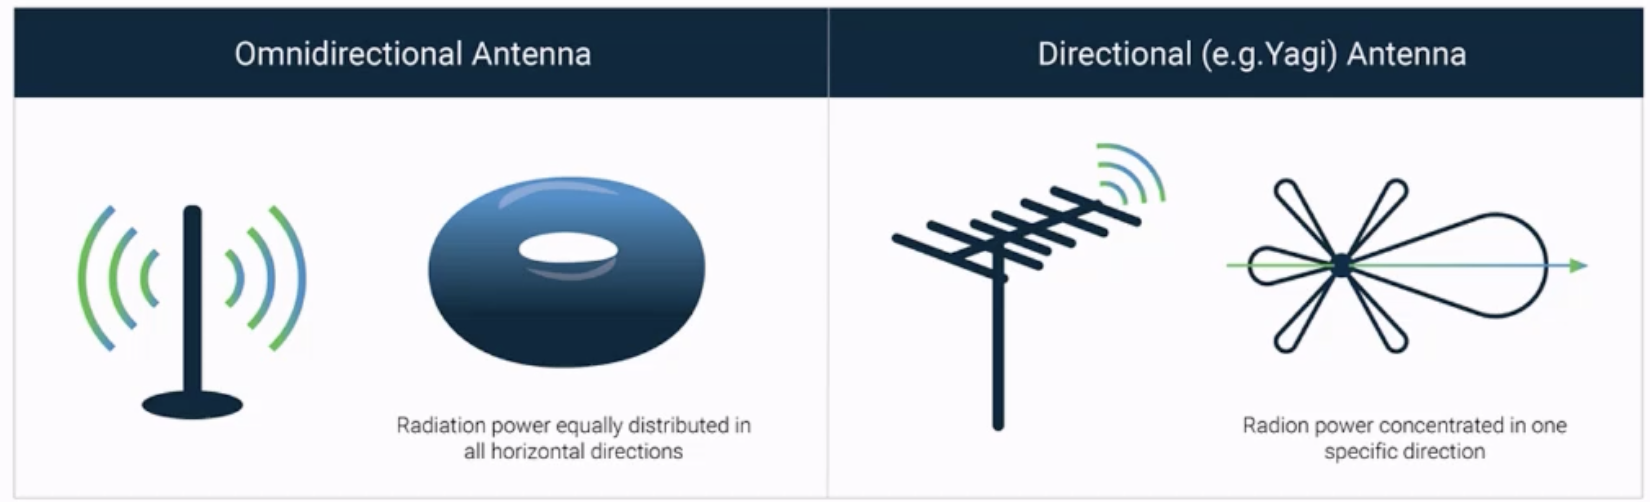 Omnidirectional Antenna
Directional (e.g.Yagi) Antenna
Radiation power equally distributed in
all horizontal directions
Radion power concentrated in one
specific direction